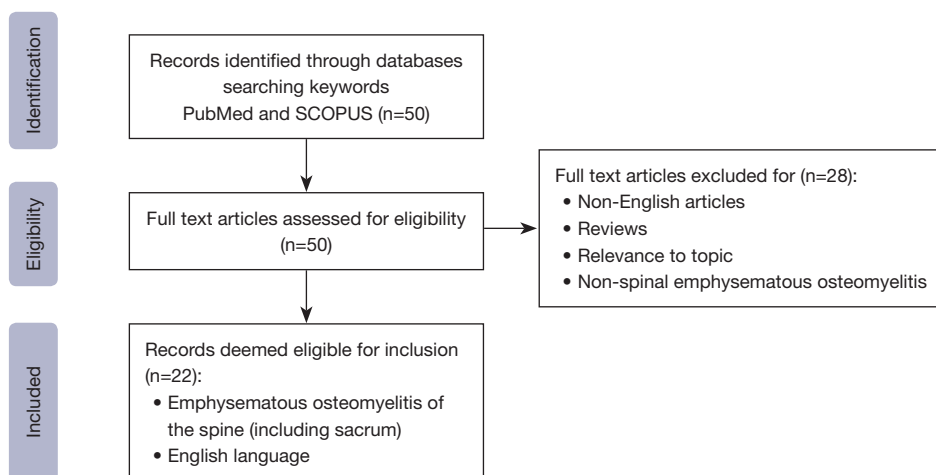 Identification
Records identified through databases
searching keywords
PubMed and SCOPUS (n=50)
Eligibility
Full text articles assessed for eligibility
(n=50)
Full text articles excluded for (n=28):
• Non-English articles
• Reviews
• Relevance to topic
• Non-spinal emphysematous osteomyelitis
Included
Records deemed eligible for inclusion
(n=22):
• Emphysematous osteomyelitis of
the spine (including sacrum)
• English language